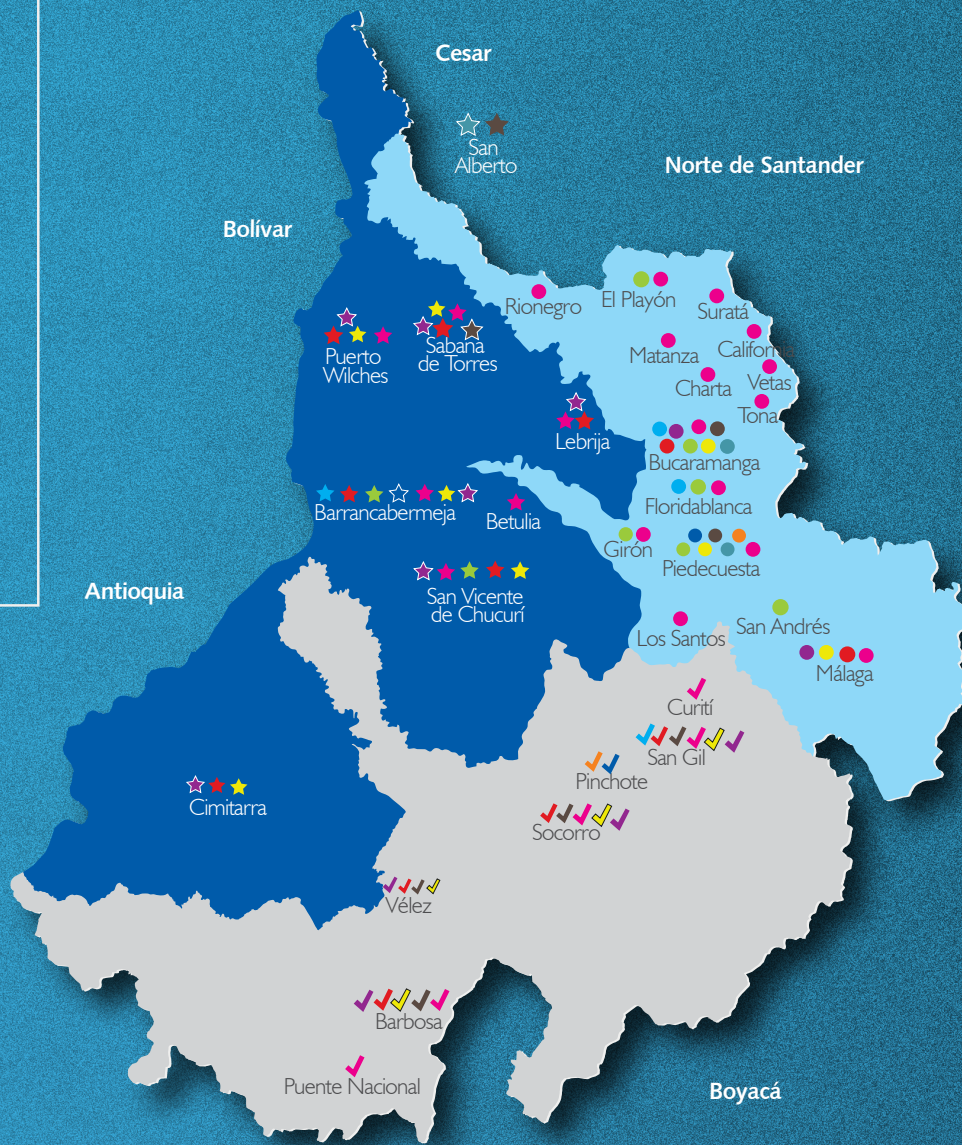 Cesar
San
Alberto
Norte de Santander
Bolívar
Rionegro
El Playón
Suratá
Puerto
Wilches
Sabana
de Torres
Matanza
Californ
Charta
Vetas
Tona
Lebrija
Bucaramanga
Barrancabermeja
Betulia
Floridablanca
Girón
Piedecuesta
Antioquia
San Vicente
de Chucurí
Los Santos
San Andrés
Málaga
Curití
San Gil
Pinchote
Cimitarra
Socorro
Vélez
Barbosa
Puente Nacional
Boyacá